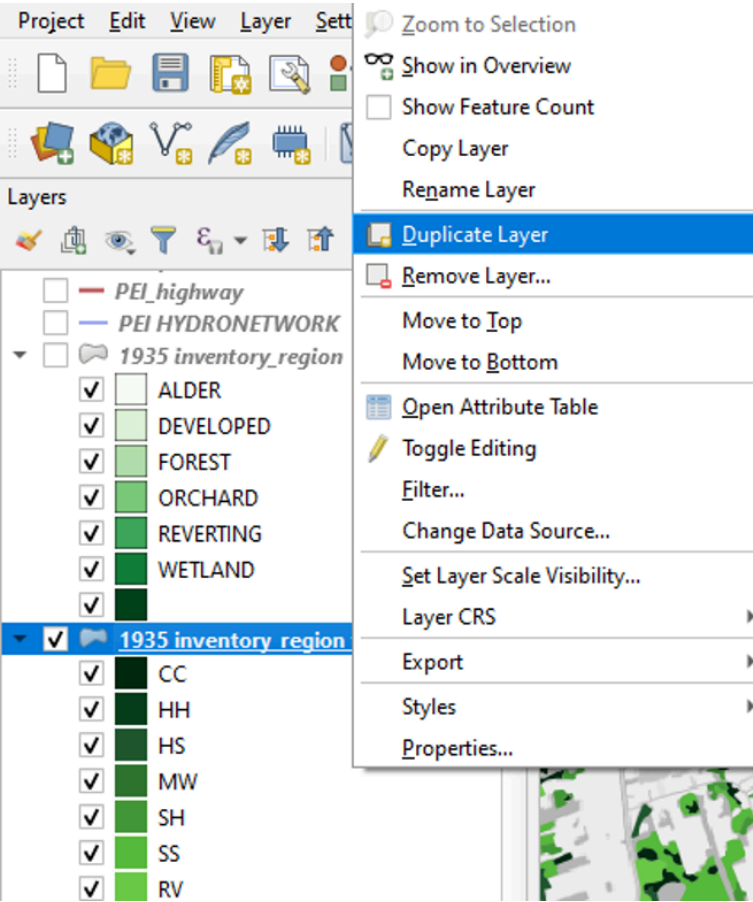 Project Edit View Layer Sett
Layers
PEI_highway
PEI HYDRONETWORK
1935 inventory_region
ALDER
DEVELOPED
FOREST
ORCHARD
REVERTING
WETLAND
1935 inventory_region
CC
HH
HS
MW
SH
SS
RV
Zoom to Selection
Show in Overview
Show Feature Count
Copy Layer
Rename Layer
Duplicate Layer
Remove Layer...
Move to Top
Move to Bottom
Open Attribute Table
Toggle Editing
Filter...
Change Data Source...
Set Layer Scale Visibility...
Layer CRS
Export
Styles
Properties...